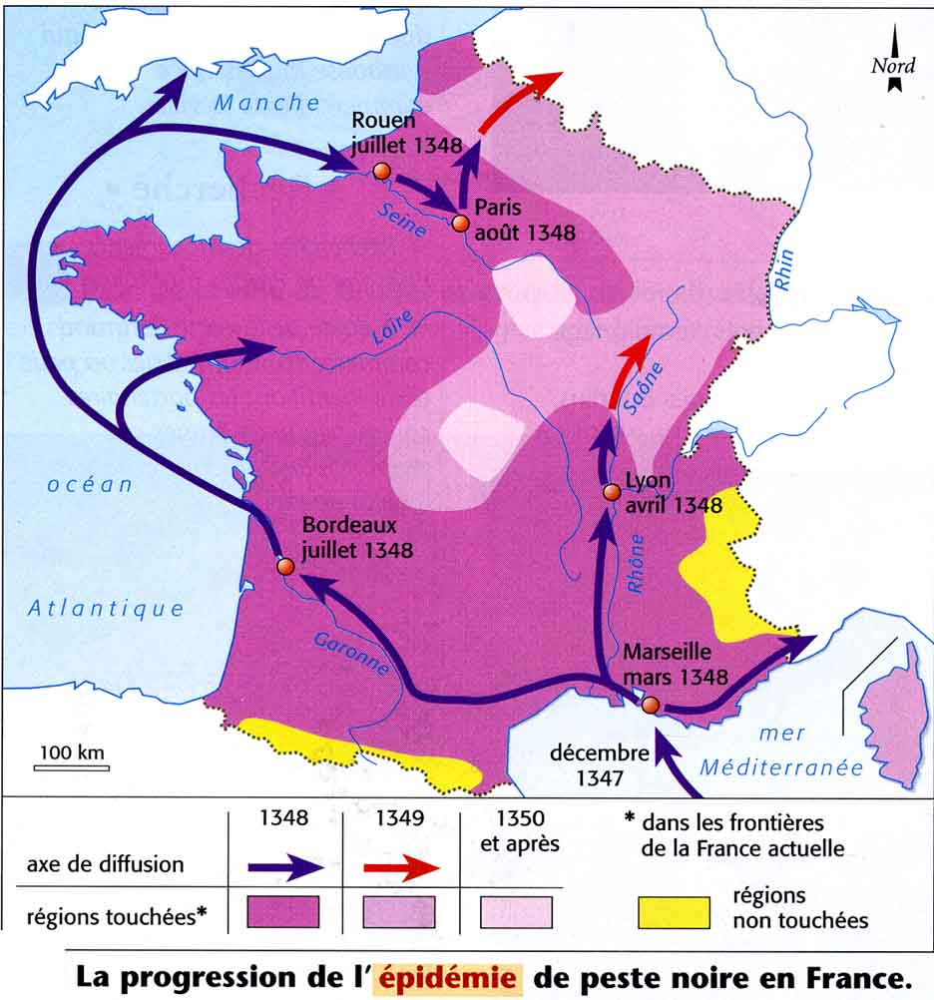 Nord
Manche
Rouen
juillet 1348
Seine
Paris
août 1348
Rhin
Loire
Saône
océan
Lyon
avril 1348
Bordeaux
juillet 1348
Rhône
Atlantique
Garonne
Marseille
mars 1348
mer
Méditerranée
décembre
1347
100 km
1348
1349
1350
et après
* dans les frontières
de la France actuelle
axe de diffusion
régions touchées*
régions
non touchées
La progression de l'épidémie de peste noire en France.